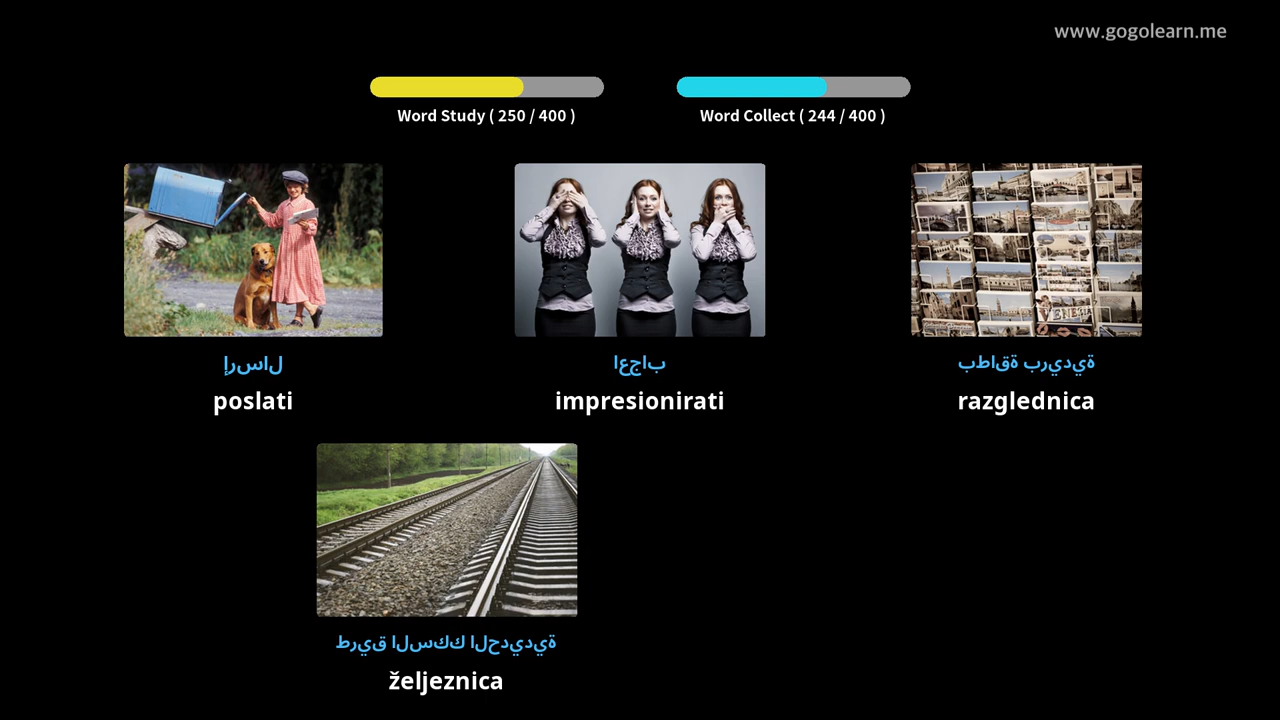 www.gogolearn.me
Word Study ( 250 / 400 )
Word Collect ( 244 / 400 )
إرسال
poslati
اعجاب
impresionirati
VENEZIA
بطاقة بريدية
razglednica
طريق السكك الحديدية
željeznica